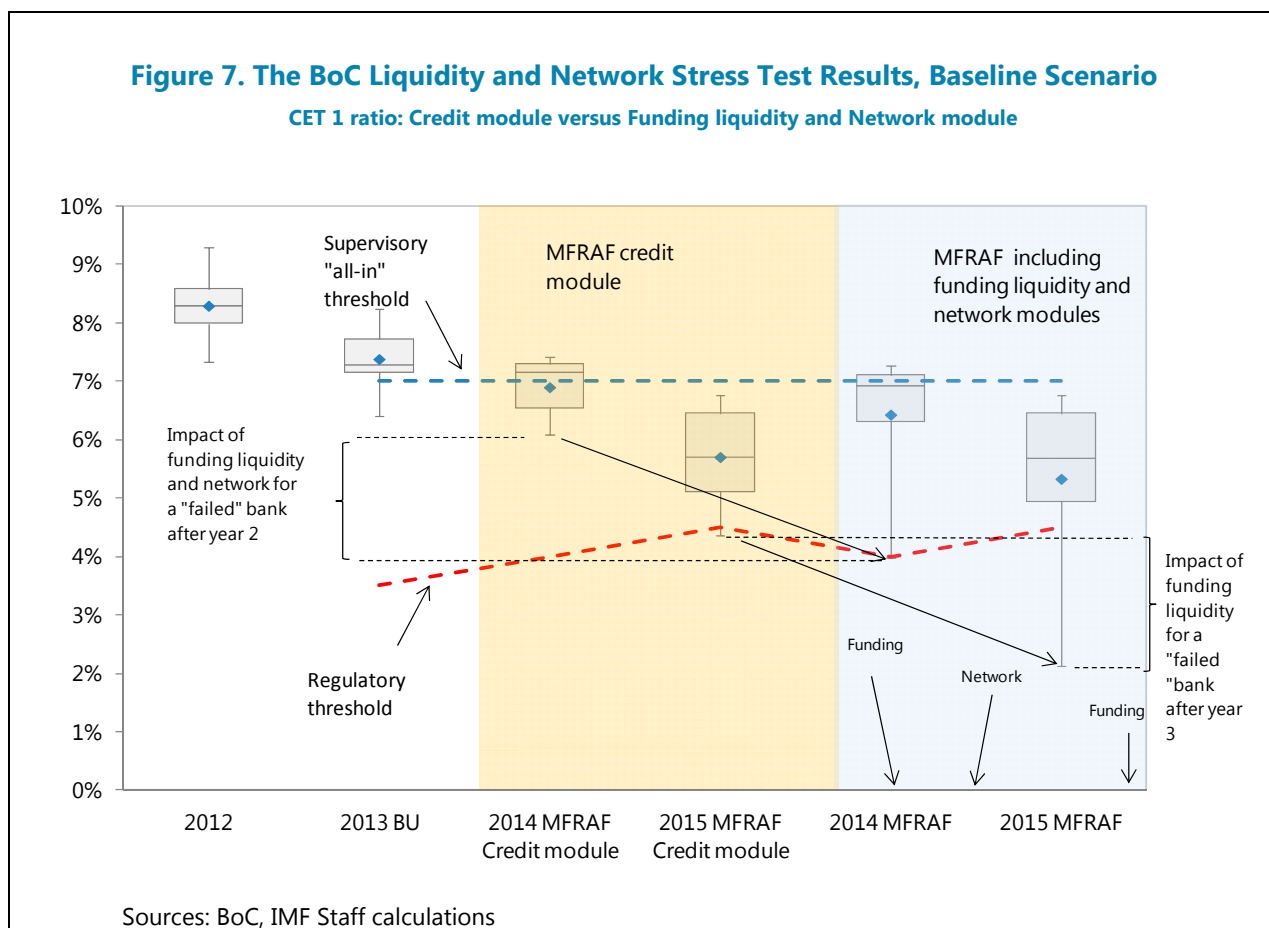 Figure 7. The BoC Liquidity and Network Stress Test Results, Baseline Scenario
CET 1 ratio: Credit module versus Funding liquidity and Network module
10%
9%
8%
7%
6%
5%
4%
3%
2%
1%
0%
Supervisory
"all-in"
threshold
MFRAF credit
module
MFRAF  including
funding liquidity and
network modules
Impact of
funding liquidity
and network for
a "failed" bank
after year 2
Regulatory
threshold
Funding
Network
Funding
Impact of
funding
liquidity
for a
"failed
"bank
after year
3
2012
2013 BU
2014 MFRAF
Credit module
2015 MFRAF
Credit module
2014 MFRAF
2015 MFRAF
Sources: BoC, IMF Staff calculations